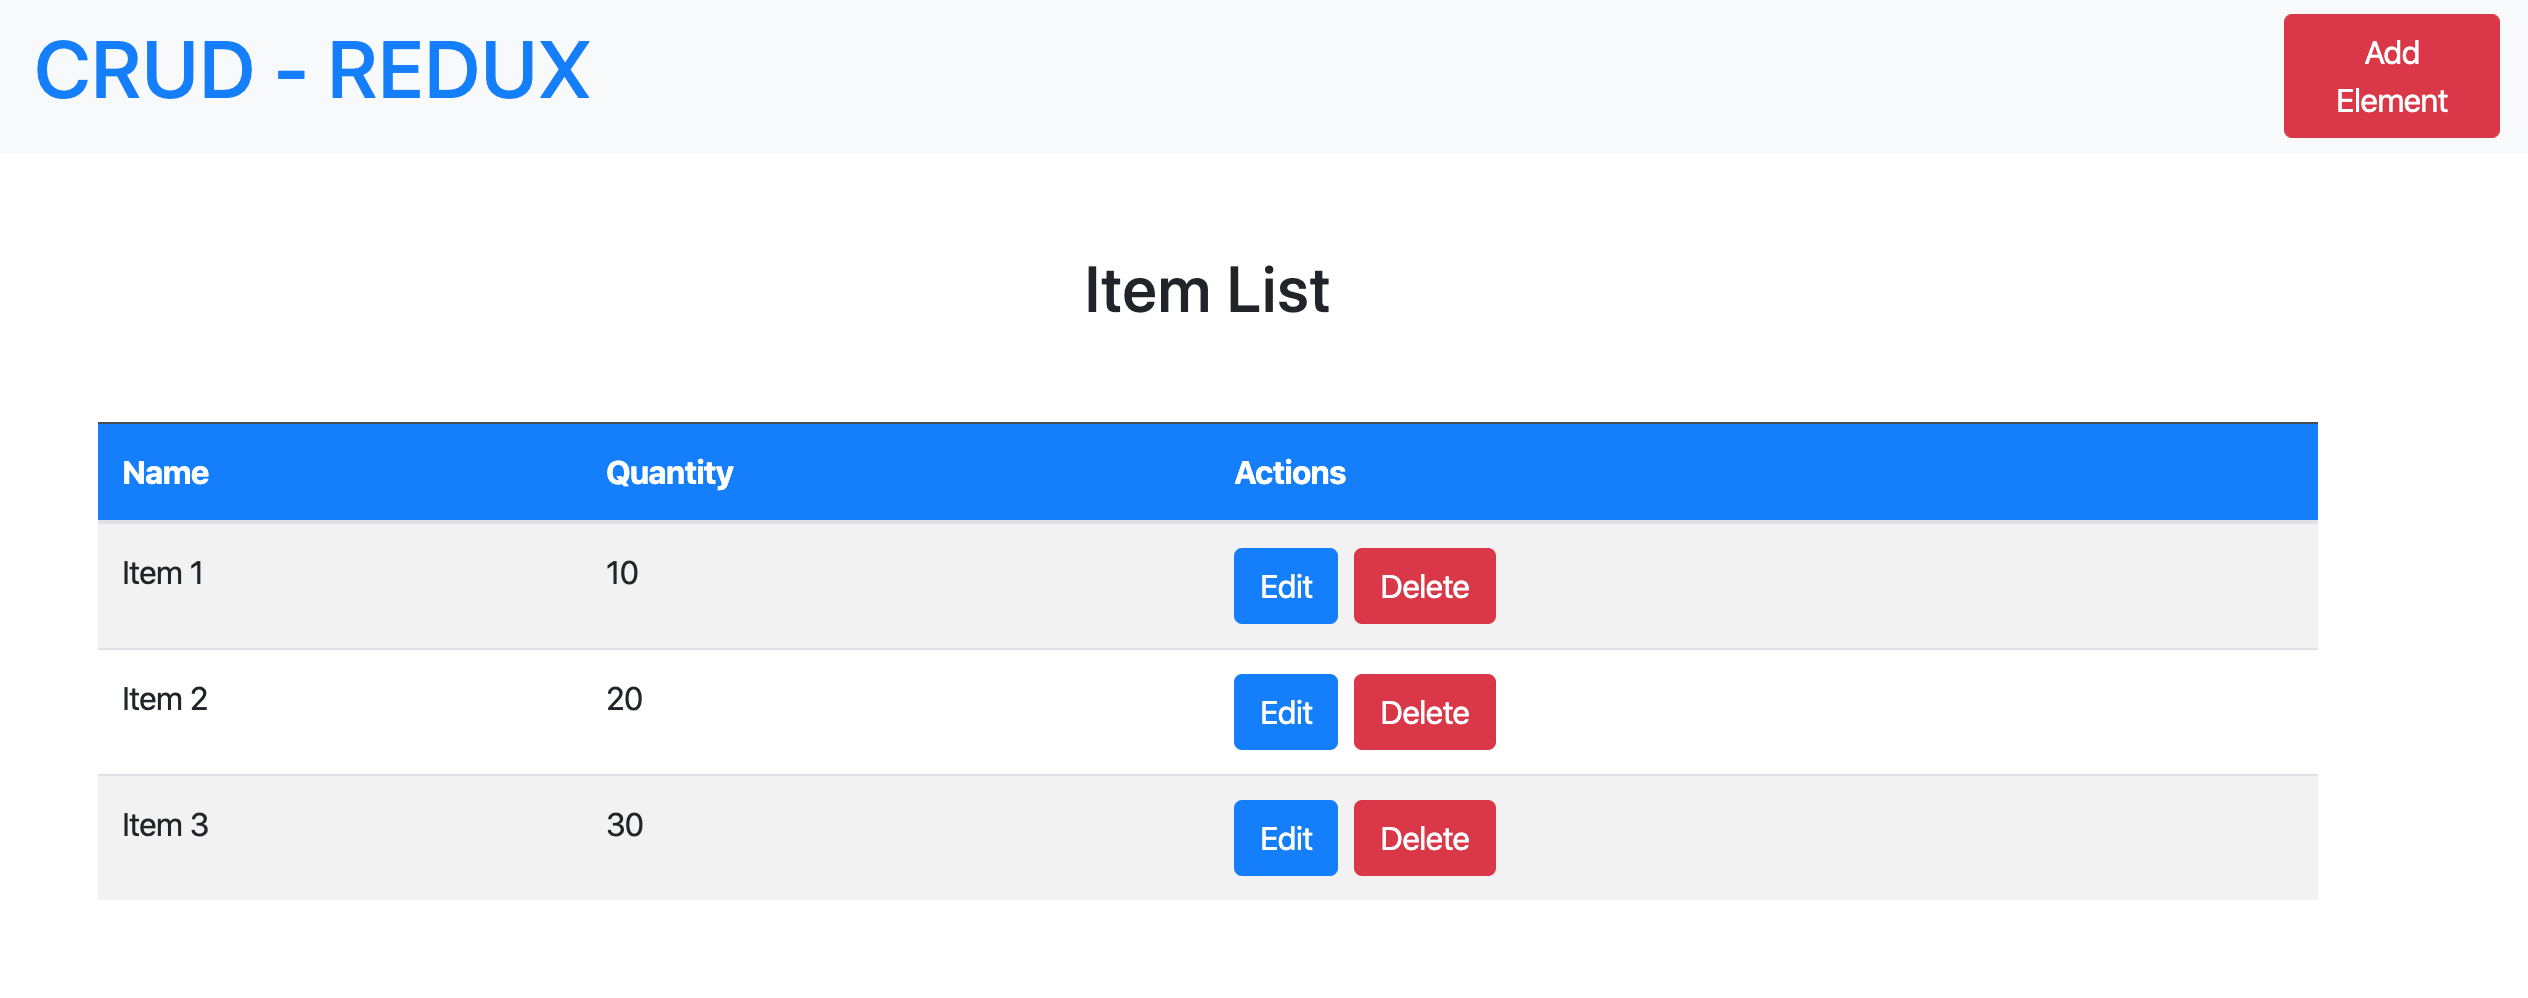 CRUD - REDUX
Add
Element
Item List
Name Quantity Actions
Item 1 10 Edit Delete
Item 2 20 Edit Delete
Item 3 30 Edit Delete